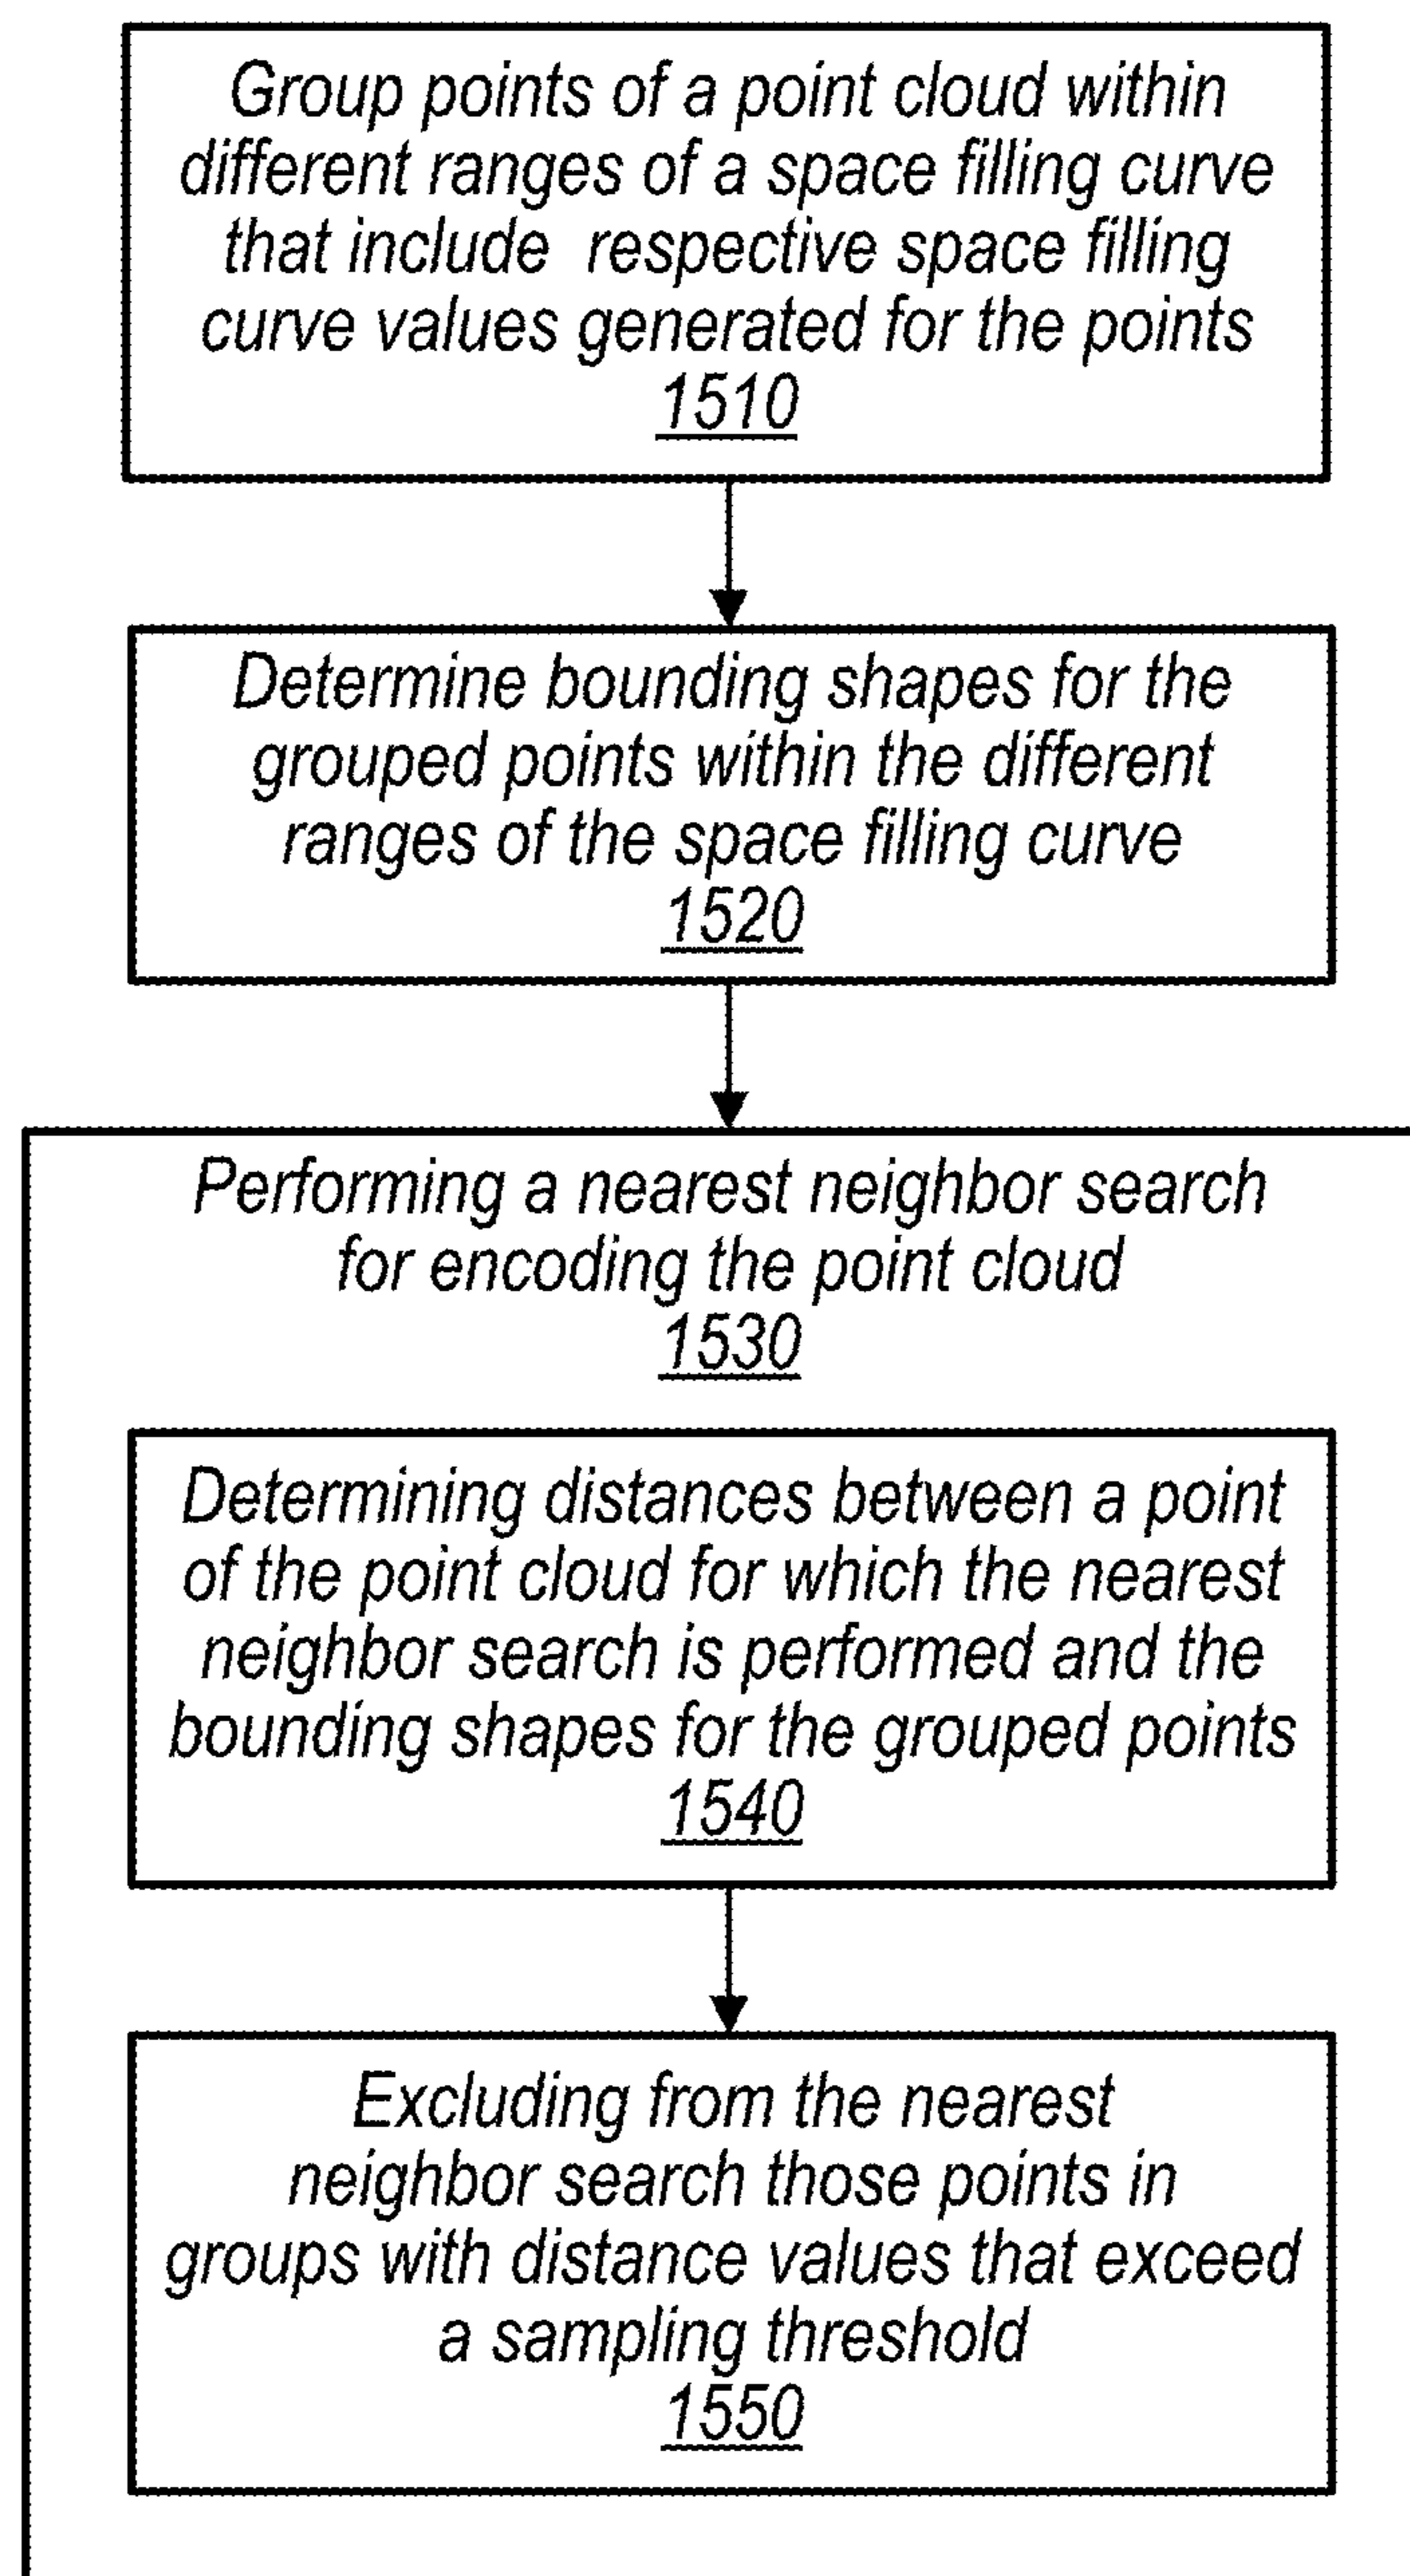 Group points of a point cloud within
different ranges of a space filling curve
that include respective space filling
curve values generated for the points
1510
Determine bounding shapes for the
grouped points within the different
ranges of the space filling curve
1520
Performing a nearest neighbor search
for encoding the point cloud
1530
Determining distances between a point
of the point cloud for which the nearest
neighbor search is performed and the
bounding shapes for the grouped points
1540
Excluding from the nearest
neighbor search those points in
groups with distance values that exceed
a sampling threshold
1550